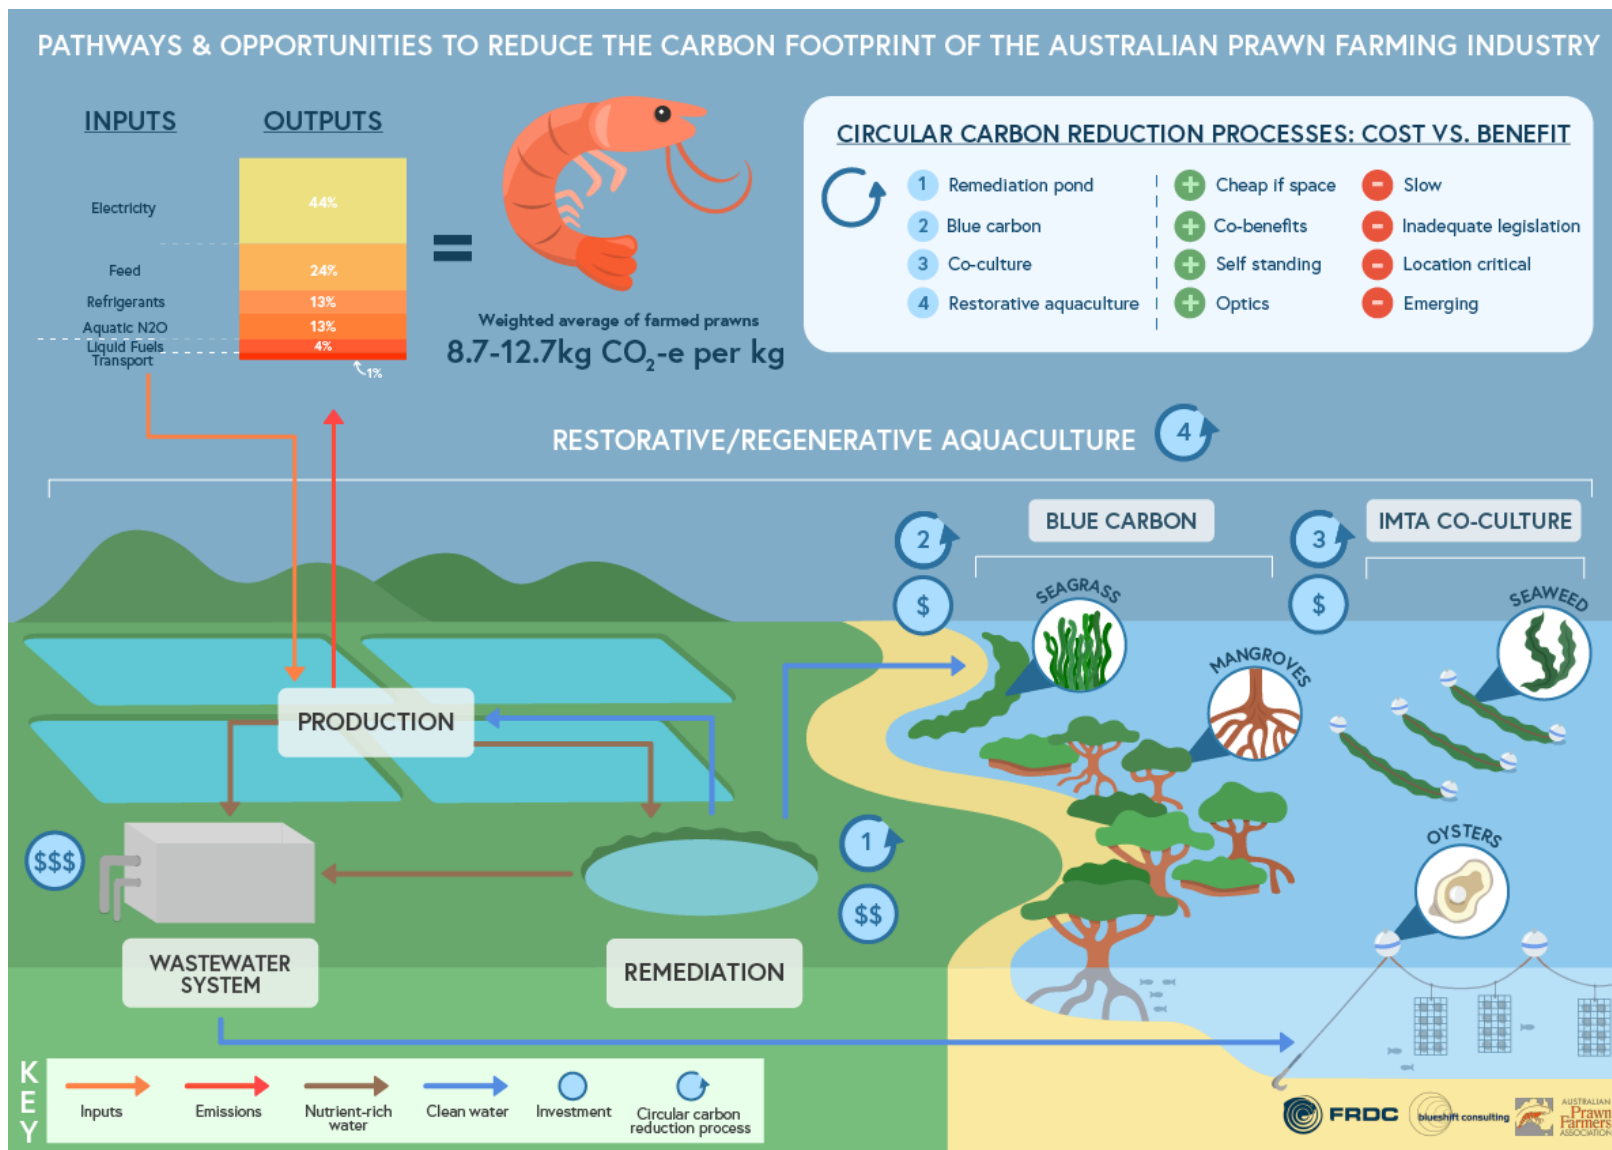 PATHWAYS & OPPORTUNITIES TO REDUCE THE CARBON FOOTPRINT OF THE AUSTRALIAN PRAWN FARMING INDUSTRY
INPUTS
OUTPUTS
Electricity
44%
Feed
24%
Refrigerants
13%
Aquatic N2O
13%
Liquid Fuels
4%
Transport
1%
=
Weighted average of farmed prawns
8.7-12.7kg CO2-e per kg
CIRCULAR CARBON REDUCTION PROCESSES: COST VS. BENEFIT
1 Remediation pond + Cheap if space - Slow
2 Blue carbon + Co-benefits - Inadequate legislation
3 Co-culture + Self standing - Location critical
4 Restorative aquaculture + Optics - Emerging
RESTORATIVE/REGENERATIVE AQUACULTURE 4
2
$
BLUE CARBON
3
$
IMTA CO-CULTURE
SEAGRASS
MANGROVES
SEAWEED
OYSTERS
PRODUCTION
$$$
1
$$
WASTEWATER
SYSTEM
REMEDIATION
KEY
Inputs
Emissions
Nutrient-rich
water
Clean water
Investment
Circular carbon
reduction process
FRDC
blueshift consulting
AUSTRALIAN
Prawn
Farmers
ASSOCIATION